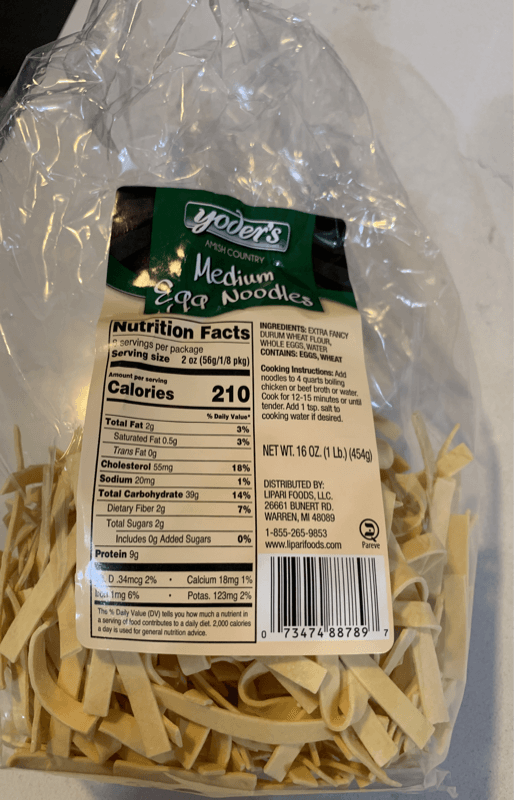 yoder's
AMISH COUNTRY
Medium
Egg Noodles
Nutrition Facts
servings per package
Serving size 2 oz (56g/1/8 pkg)
Amount per serving
Calories 210
% Daily Value*
Total Fat 2g 3%
Saturated Fat 0.5g 3%
Trans Fat 0g
Cholesterol 55mg 18%
Sodium 20mg 1%
Total Carbohydrate 39g 14%
Dietary Fiber 2g 7%
Total Sugars 2g
Includes 0g Added Sugars 0%
Protein 9g
D .34mcg 2% • Calcium 18mg 1%
Iron 1mg 6% • Potas. 123mg 2%
The % Daily Value (DV) tells you how much a nutrient in
a serving of food contributes to a daily diet. 2,000 calories
a day is used for general nutrition advice.
INGREDIENTS: EXTRA FANCY
DURUM WHEAT FLOUR,
WHOLE EGGS, WATER
CONTAINS: EGGS, WHEAT
Cooking Instructions: Add
noodles to 4 quarts boiling
chicken or beef broth or water.
Cook for 12-15 minutes or until
tender. Add 1 tsp. salt to
cooking water if desired.
NET WT. 16 OZ. (1 Lb.) (454g)
DISTRIBUTED BY:
LIPARI FOODS, LLC.
26661 BUNERT RD.
WARREN, MI 48089
1-855-265-9853
www.liparifoods.com
Pareve
0 73474 88789 7